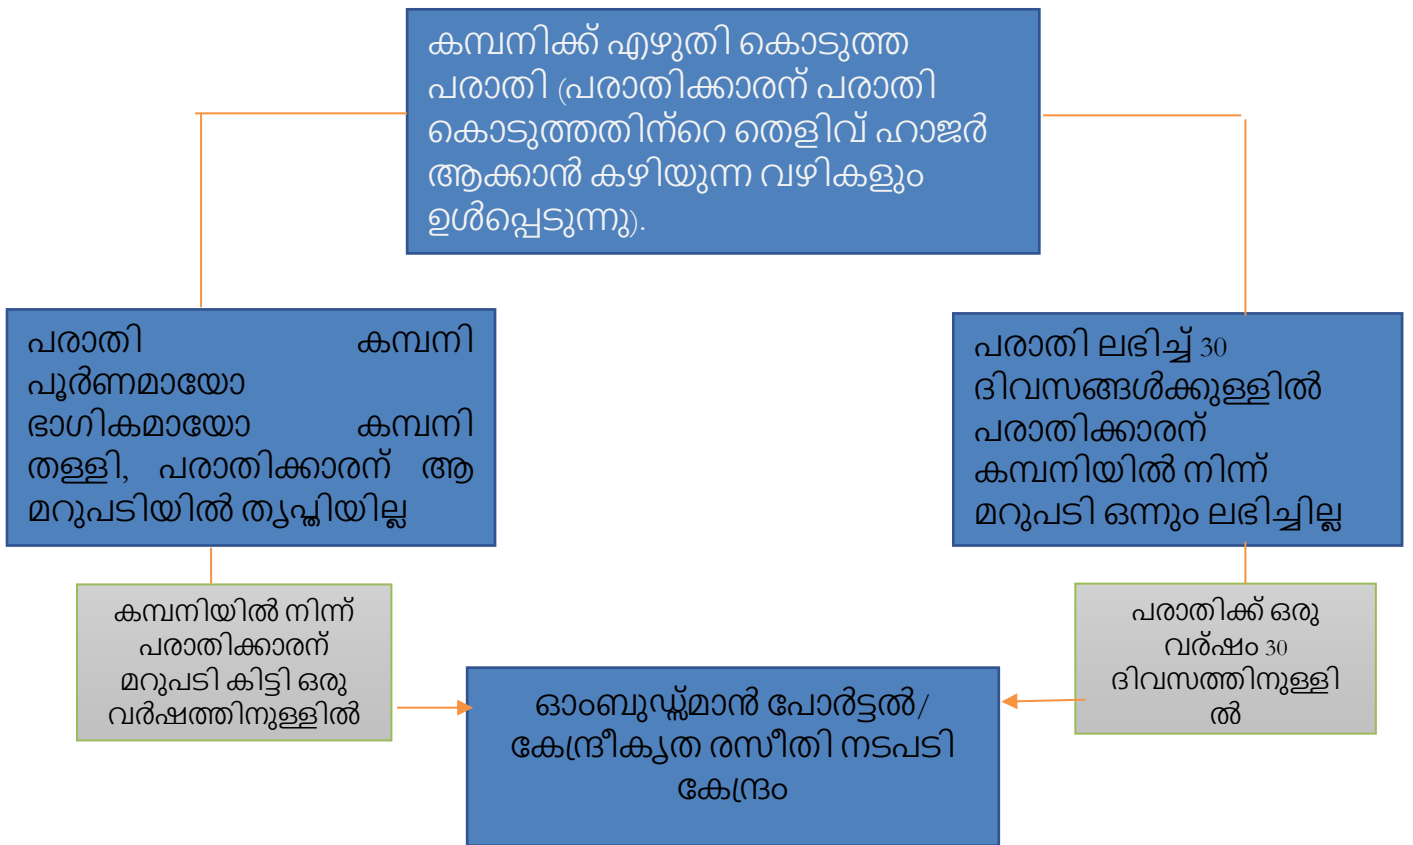 കമ്പനിക്ക് എഴുതി കൊടുത്ത
പരാതി (പരാതിക്കാരന് പരാതി
കൊടുത്തതിന്റെ തെളിവ് ഹാജർ
ആക്കാൻ കഴിയുന്ന വഴികളും
ഉൾപ്പെടുന്നു).
പരാതി കമ്പനി
പൂർണമായോ
ഭാഗികമായോ കമ്പനി
തള്ളി, പരാതിക്കാരന് ആ
മറുപടിയിൽ തൃപ്തിയില്ല
പരാതി ലഭിച്ച് 30
ദിവസങ്ങൾക്കുള്ളിൽ
പരാതിക്കാരന്
കമ്പനിയിൽ നിന്ന്
മറുപടി ഒന്നും ലഭിച്ചില്ല
കമ്പനിയിൽ നിന്ന്
പരാതിക്കാരന്
മറുപടി കിട്ടി ഒരു
വർഷത്തിനുള്ളിൽ
പരാതിക്ക് ഒരു
വർഷം 30
ദിവസത്തിനുള്ളി
ൽ
ഓംബുഡ്സ്മാൻ പോർട്ടൽ/
കേന്ദ്രീകൃത രസീതി നടപടി
കേന്ദ്രം